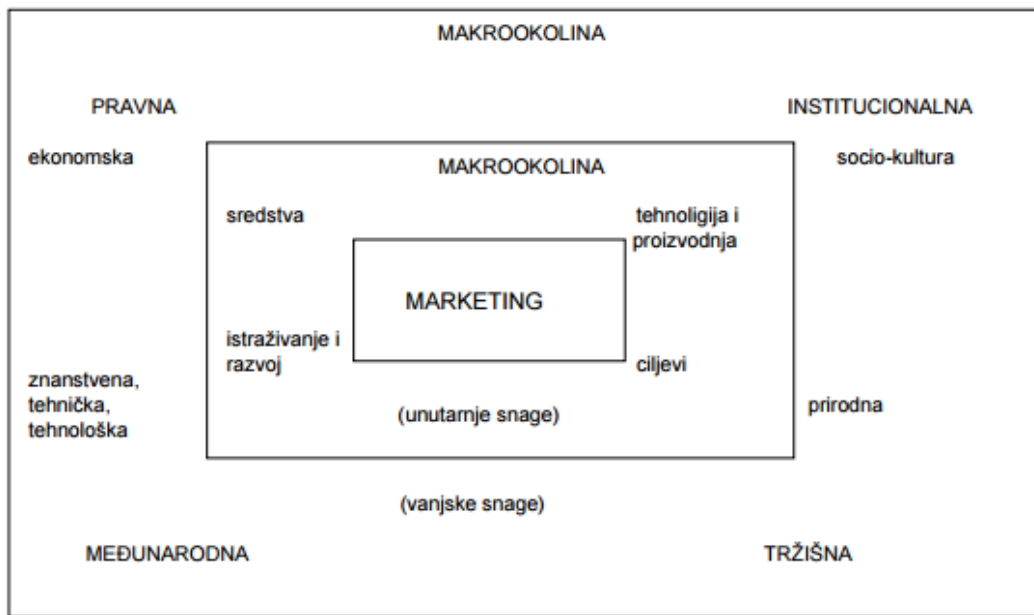 MAKROOKOLINA
PRAVNA
INSTITUCIONALNA
ekonomska
socio-kultura
MAKROOKOLINA
sredstva
tehnoligija i
proizvodnja
MARKETING
istraživanje i
razvoj
ciljevi
znanstvena,
tehnička,
tehnološka
prirodna
(unutarnje snage)
(vanjske snage)
MEĐUNARODNA
TRŽIŠNA